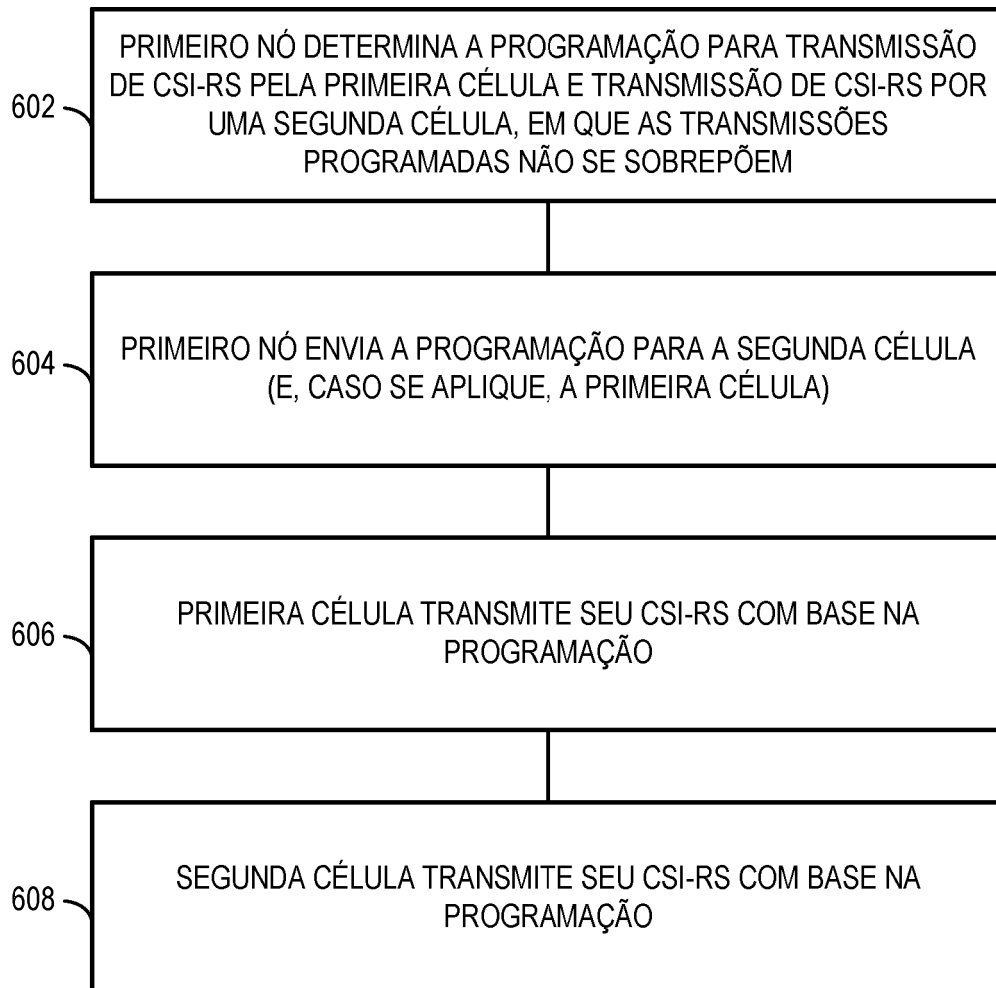 602
PRIMEIRO NÓ DETERMINA A PROGRAMAÇÃO PARA TRANSMISSÃO
DE CSI-RS PELA PRIMEIRA CÉLULA E TRANSMISSÃO DE CSI-RS POR
UMA SEGUNDA CÉLULA, EM QUE AS TRANSMISSÕES
PROGRAMADAS NÃO SE SOBREPÕEM
604
PRIMEIRO NÓ ENVIA A PROGRAMAÇÃO PARA A SEGUNDA CÉLULA
(E, CASO SE APLIQUE, A PRIMEIRA CÉLULA)
606
PRIMEIRA CÉLULA TRANSMITE SEU CSI-RS COM BASE NA
PROGRAMAÇÃO
608
SEGUNDA CÉLULA TRANSMITE SEU CSI-RS COM BASE NA
PROGRAMAÇÃO